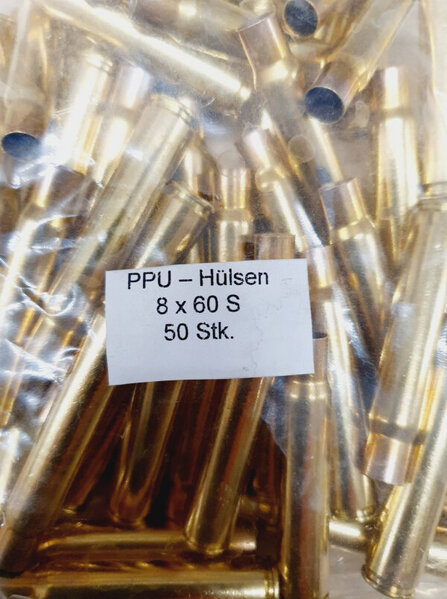 PPU – Hülsen
8 x 60 S
50 Stk.